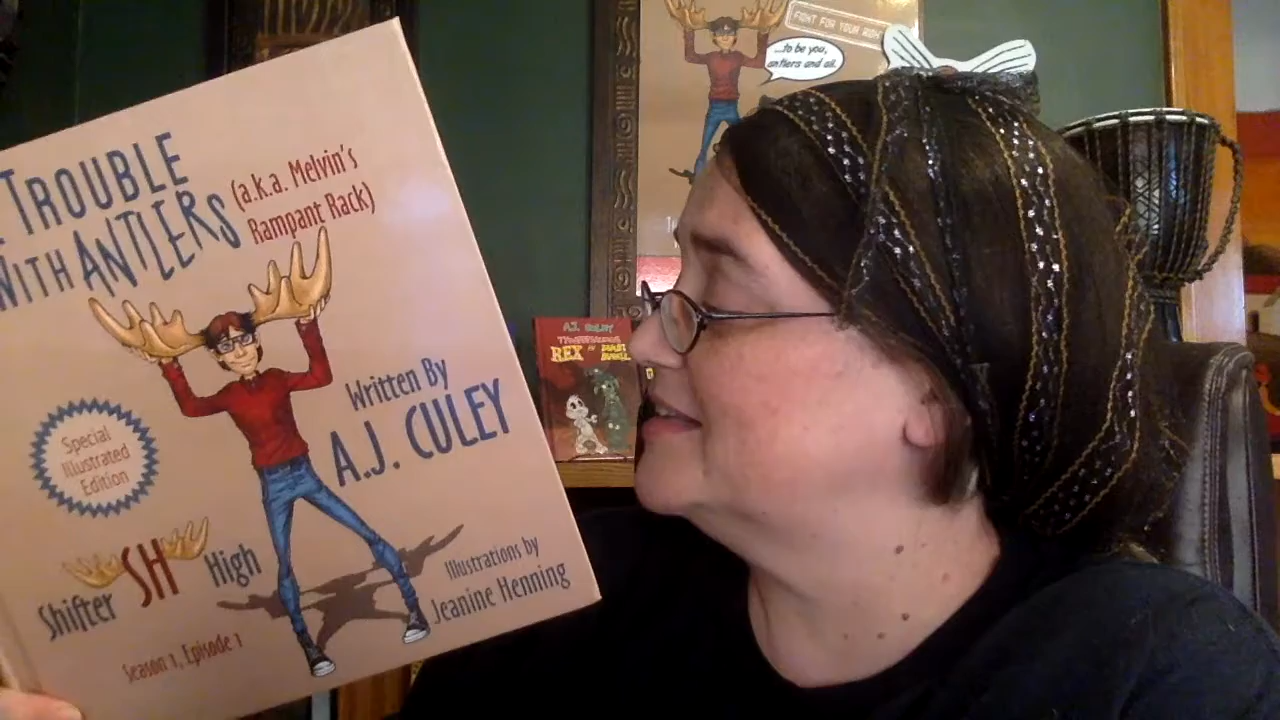 TROUBLE
WITH ANTLERS
(a.k.a. Melvin's
Rampant Rack)
Written By
A.J. CULEY
Special
Illustrated
Edition
Shifter SH High
Season 1, Episode 1
Illustrations by
Jeanine Henning
FIGHT FOR YOUR RIGHT
...to be you,
antlers and all.
A.J. CULEY
REX